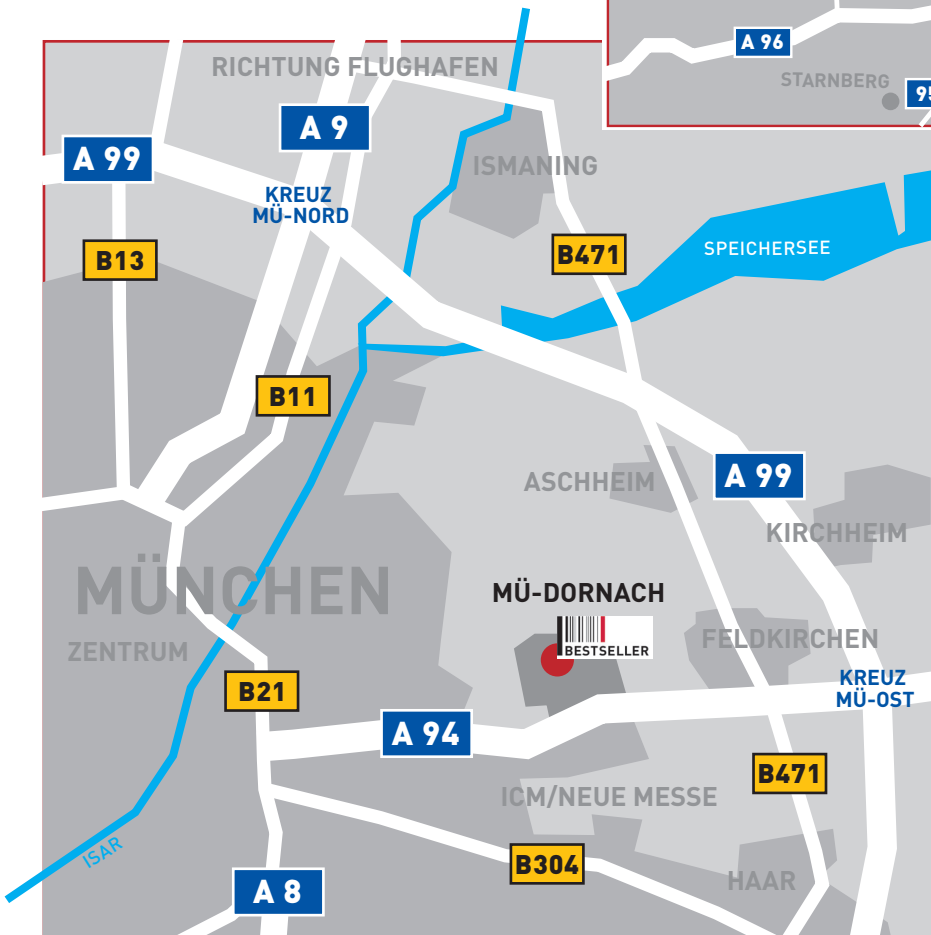 A 96
STARNBERG
95
RICHTUNG FLUGHAFEN
A 9
A 99
ISMANING
KREUZ
MÜ-NORD
B13
B471
SPEICHERSEE
B11
ASCHHEIM
A 99
KIRCHHEIM
MÜNCHEN
MÜ-DORNACH
BESTSELLER
ZENTRUM
FELDKIRCHEN
B21
KREUZ
MÜ-OST
A 94
B471
ICM/NEUE MESSE
ISAR
B304
HAAR
A 8